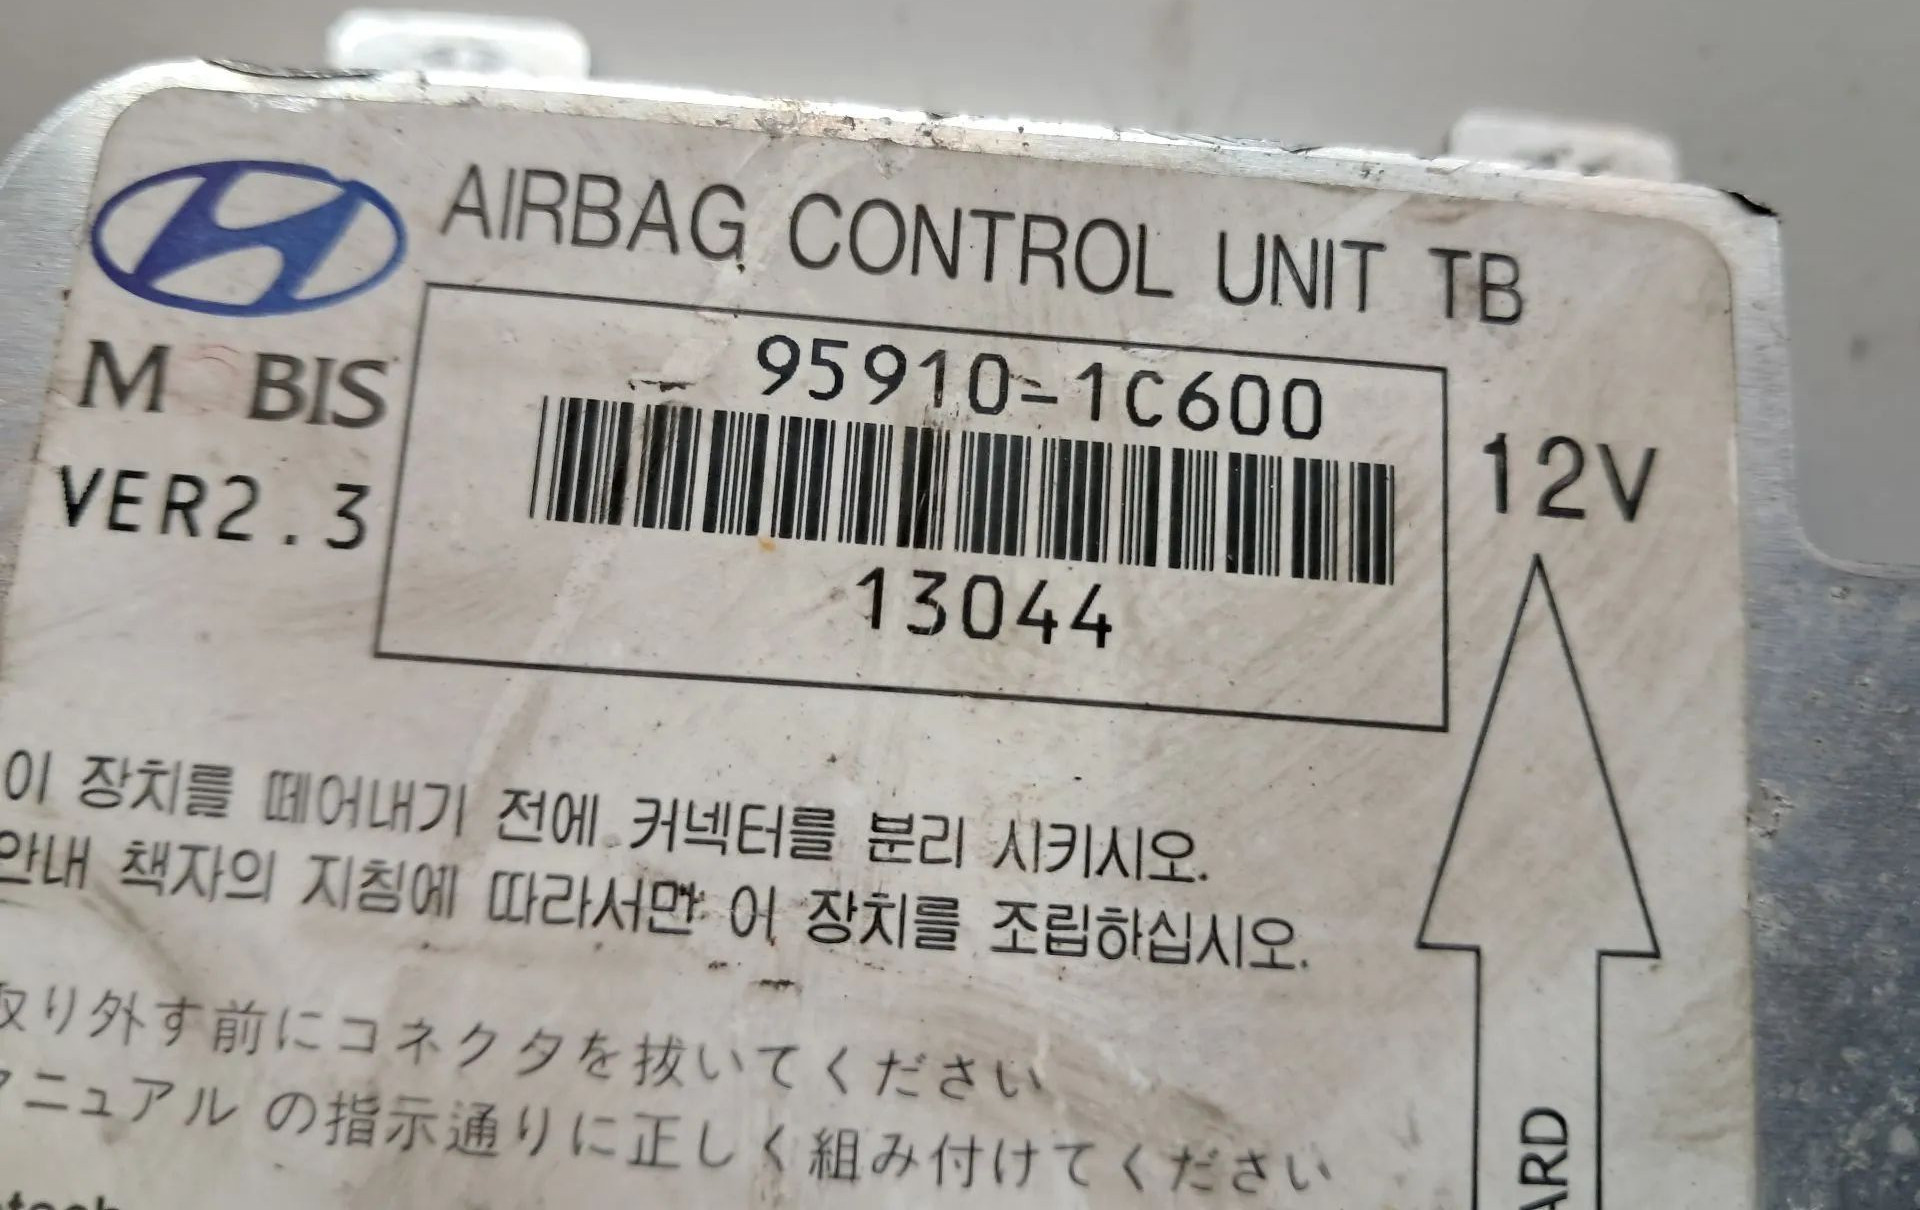 AIRBAG CONTROL UNIT TB
M BIS
VER2.3
95910-1C600
13044
12V
이 장치를 떼어내기 전에 커넥터를 분리 시키시오.
안내 책자의 지침에 따라서만 이 장치를 조립하십시오.
取り外す前にコネクタを抜いてください
マニュアル の指示通りに正しく組み付けてください